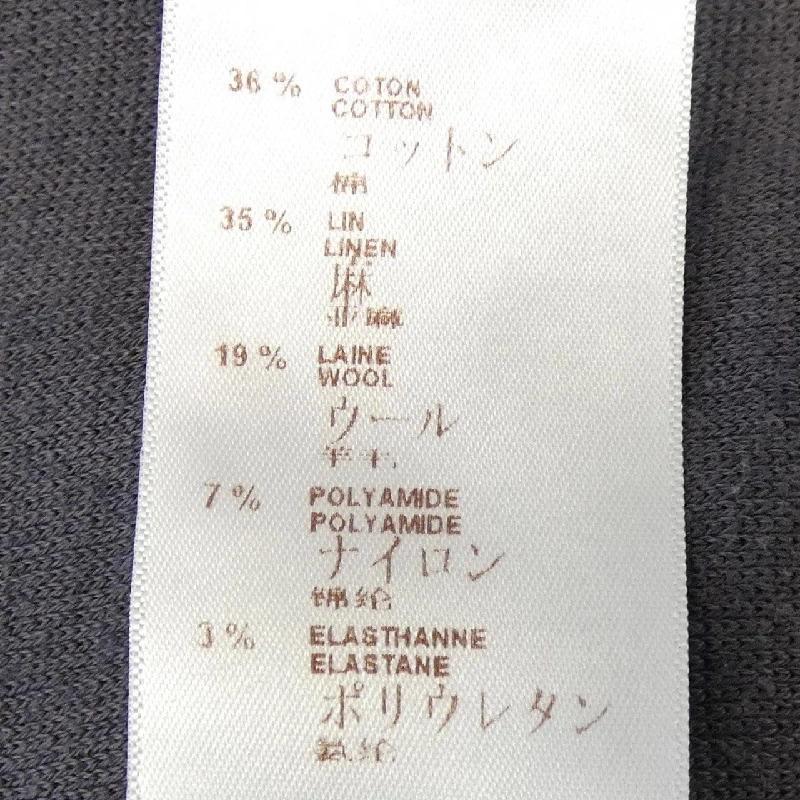 36 % COTON
COTTON
コットン
棉
35 % LIN
LINEN
麻
亚麻
19 % LAINE
WOOL
ウール
羊毛
7 % POLYAMIDE
POLYAMIDE
ナイロン
锦纶
3 % ELASTHANNE
ELASTANE
ポリウレタン
氨纶